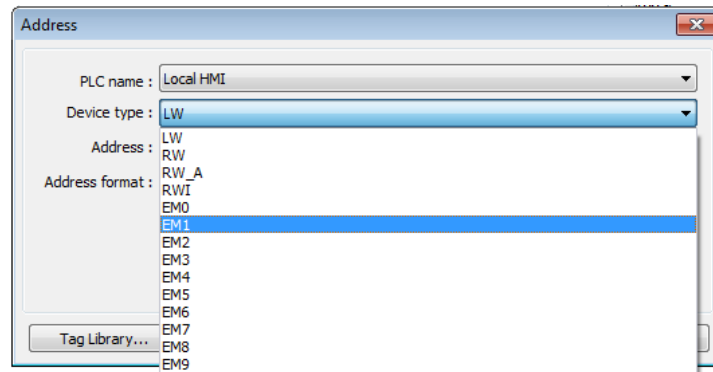 Address
PLC name : Local HMI
Device type : LW
Address :
Address format :
LW
RW
RW_A
RWI
EM0
EM1
EM2
EM3
EM4
EM5
EM6
EM7
EM8
EM9
Tag Library...